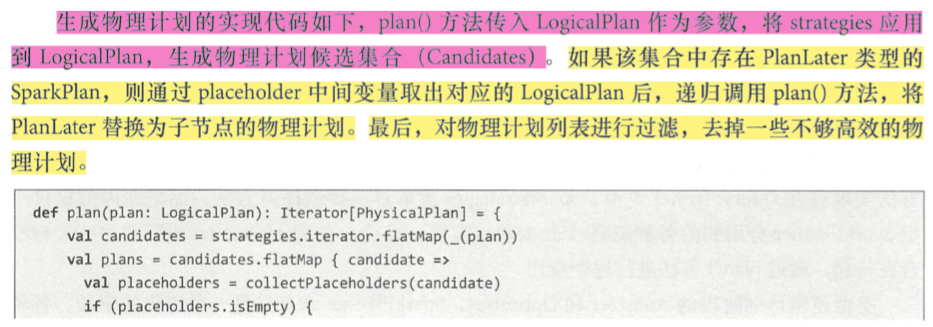 生成物理计划的实现代码如下，plan() 方法传入 LogicalPlan 作为参数，将 strategies 应用
到 LogicalPlan，生成物理计划候选集合（Candidates）。如果该集合中存在 PlanLater 类型的
SparkPlan，则通过 placeholder 中间变量取出对应的 LogicalPlan 后，递归调用 plan() 方法，将
PlanLater 替换为子节点的物理计划。最后，对物理计划列表进行过滤，去掉一些不够高效的物
理计划。
def plan(plan: LogicalPlan): Iterator[PhysicalPlan] = {
val candidates = strategies.iterator.flatMap(_(plan))
val plans = candidates.flatMap { candidate =>
val placeholders = collectPlaceholders(candidate)
if (placeholders.isEmpty) {